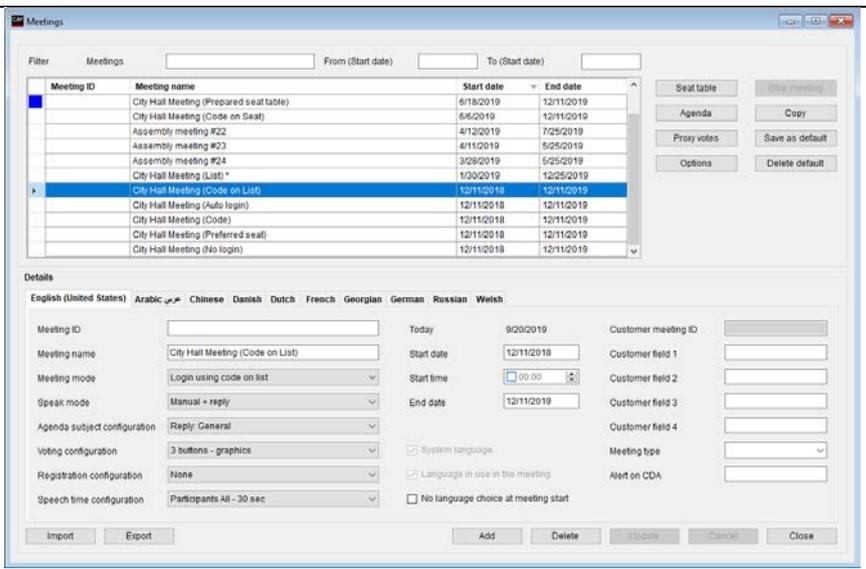 Meetings
Filter Meetings From (Start date) To (Start date)
Meeting ID Meeting name Start date End date
City Hall Meeting (Prepared seat table) 6/18/2019 12/11/2019
City Hall Meeting (Code on Seat) 6/6/2019 12/11/2019
Assembly meeting #22 4/12/2019 7/25/2019
Assembly meeting #23 4/11/2019 5/25/2019
Assembly meeting #24 3/28/2019 5/25/2019
City Hall Meeting (List) * 1/30/2019 12/25/2019
City Hall Meeting (Code on List) 12/11/2018 12/11/2019
City Hall Meeting (Auto login) 12/11/2018 12/11/2019
City Hall Meeting (Code) 12/11/2018 12/11/2019
City Hall Meeting (Preferred seat) 12/11/2018 12/11/2019
City Hall Meeting (No login) 12/11/2018 12/11/2019
Seat table Stop meeting
Agenda Copy
Proxy votes Save as default
Options Delete default
Details
English (United States) Arabic عربي Chinese Danish Dutch French Georgian German Russian Welsh
Meeting ID Today 9/20/2019 Customer meeting ID
Meeting name City Hall Meeting (Code on List) Start date 12/11/2018 Customer field 1
Meeting mode Login using code on list Start time 00:00 Customer field 2
Speak mode Manual + reply End date 12/11/2019 Customer field 3
Agenda subject configuration Reply: General Customer field 4
Voting configuration 3 buttons - graphics System language Meeting type
Registration configuration None Language in use in the meeting Alert on CDA
Speech time configuration Participants All - 30 sec No language choice at meeting start
Import Export Add Delete Update Cancel Close